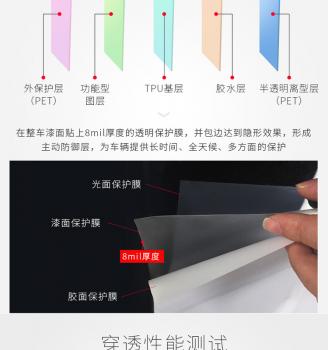 外保护层 功能型 TPU基层 胶水层 半透明离型层
(PET) 图层 (PET)
在整车漆面贴上8mil厚度的透明保护膜，并包边达到隐形效果，形成
主动防御层，为车辆提供长时间、全天候、多方面的保护
光面保护膜
漆面保护膜
8mil厚度
胶面保护膜
穿透性能测试